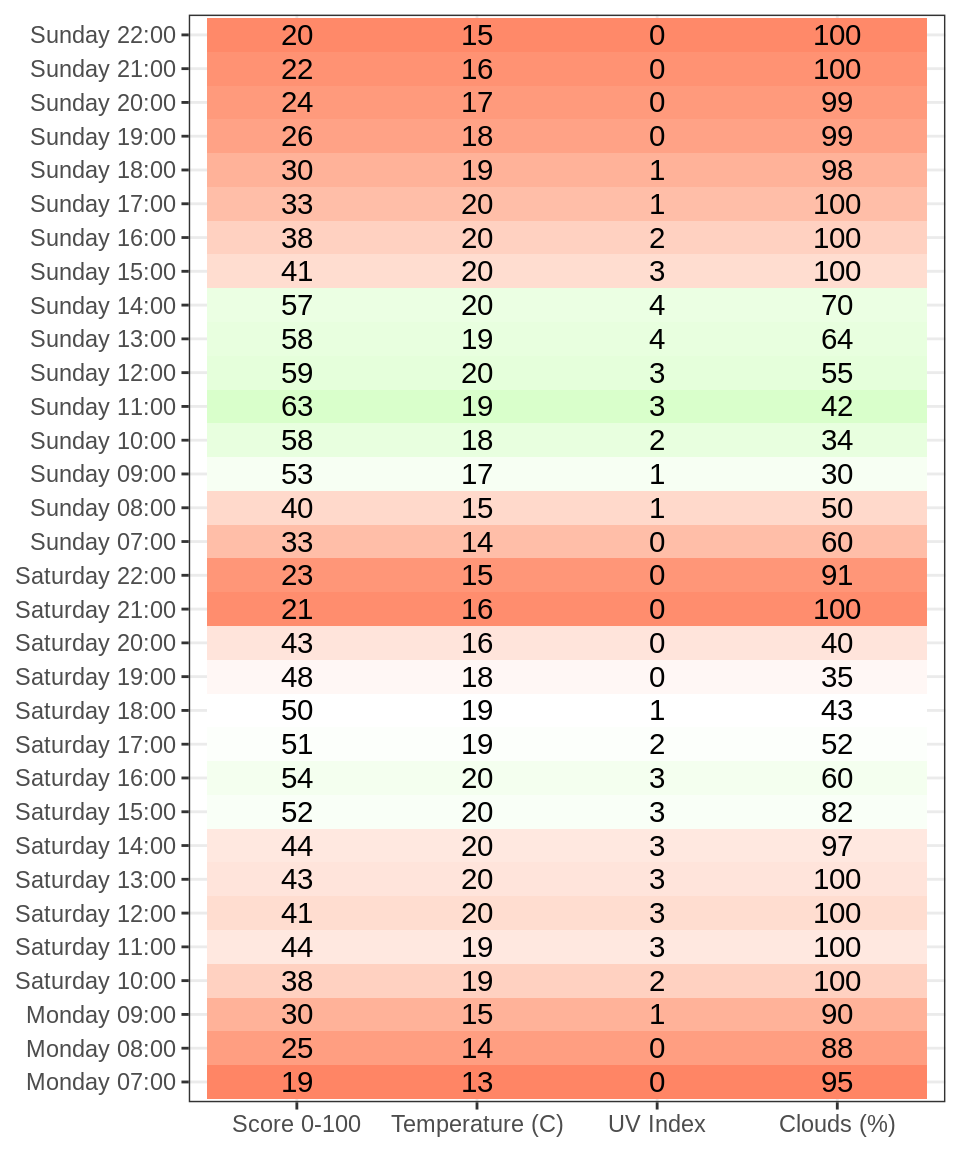 Sunday 22:00 20 15 0 100
Sunday 21:00 22 16 0 100
Sunday 20:00 24 17 0 99
Sunday 19:00 26 18 0 99
Sunday 18:00 30 19 1 98
Sunday 17:00 33 20 1 100
Sunday 16:00 38 20 2 100
Sunday 15:00 41 20 3 100
Sunday 14:00 57 20 4 70
Sunday 13:00 58 19 4 64
Sunday 12:00 59 20 3 55
Sunday 11:00 63 19 3 42
Sunday 10:00 58 18 2 34
Sunday 09:00 53 17 1 30
Sunday 08:00 40 15 1 50
Sunday 07:00 33 14 0 60
Saturday 22:00 23 15 0 91
Saturday 21:00 21 16 0 100
Saturday 20:00 43 16 0 40
Saturday 19:00 48 18 0 35
Saturday 18:00 50 19 1 43
Saturday 17:00 51 19 2 52
Saturday 16:00 54 20 3 60
Saturday 15:00 52 20 3 82
Saturday 14:00 44 20 3 97
Saturday 13:00 43 20 3 100
Saturday 12:00 41 20 3 100
Saturday 11:00 44 19 3 100
Saturday 10:00 38 19 2 100
Monday 09:00 30 15 1 90
Monday 08:00 25 14 0 88
Monday 07:00 19 13 0 95
Score 0-100 Temperature (C) UV Index Clouds (%)